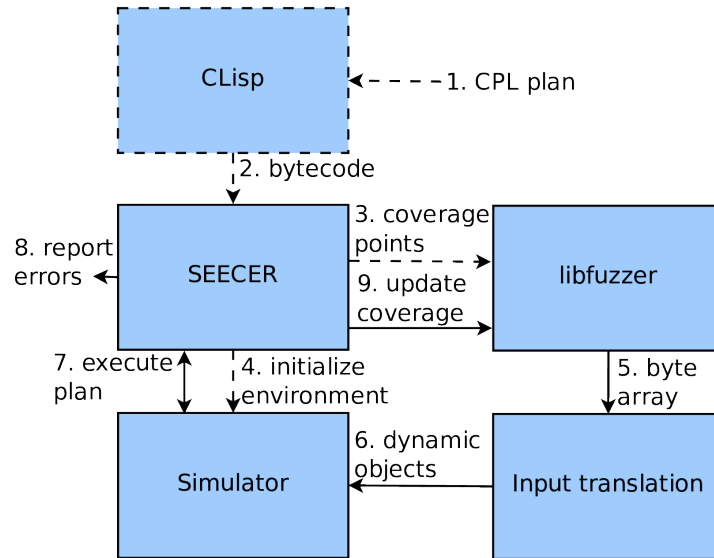 CLisp
1. CPL plan
2. bytecode
3. coverage
points
8. report
errors
SEECER
libfuzzer
9. update
coverage
7. execute
plan
4. initialize
environment
5. byte
array
6. dynamic
objects
Simulator
Input translation